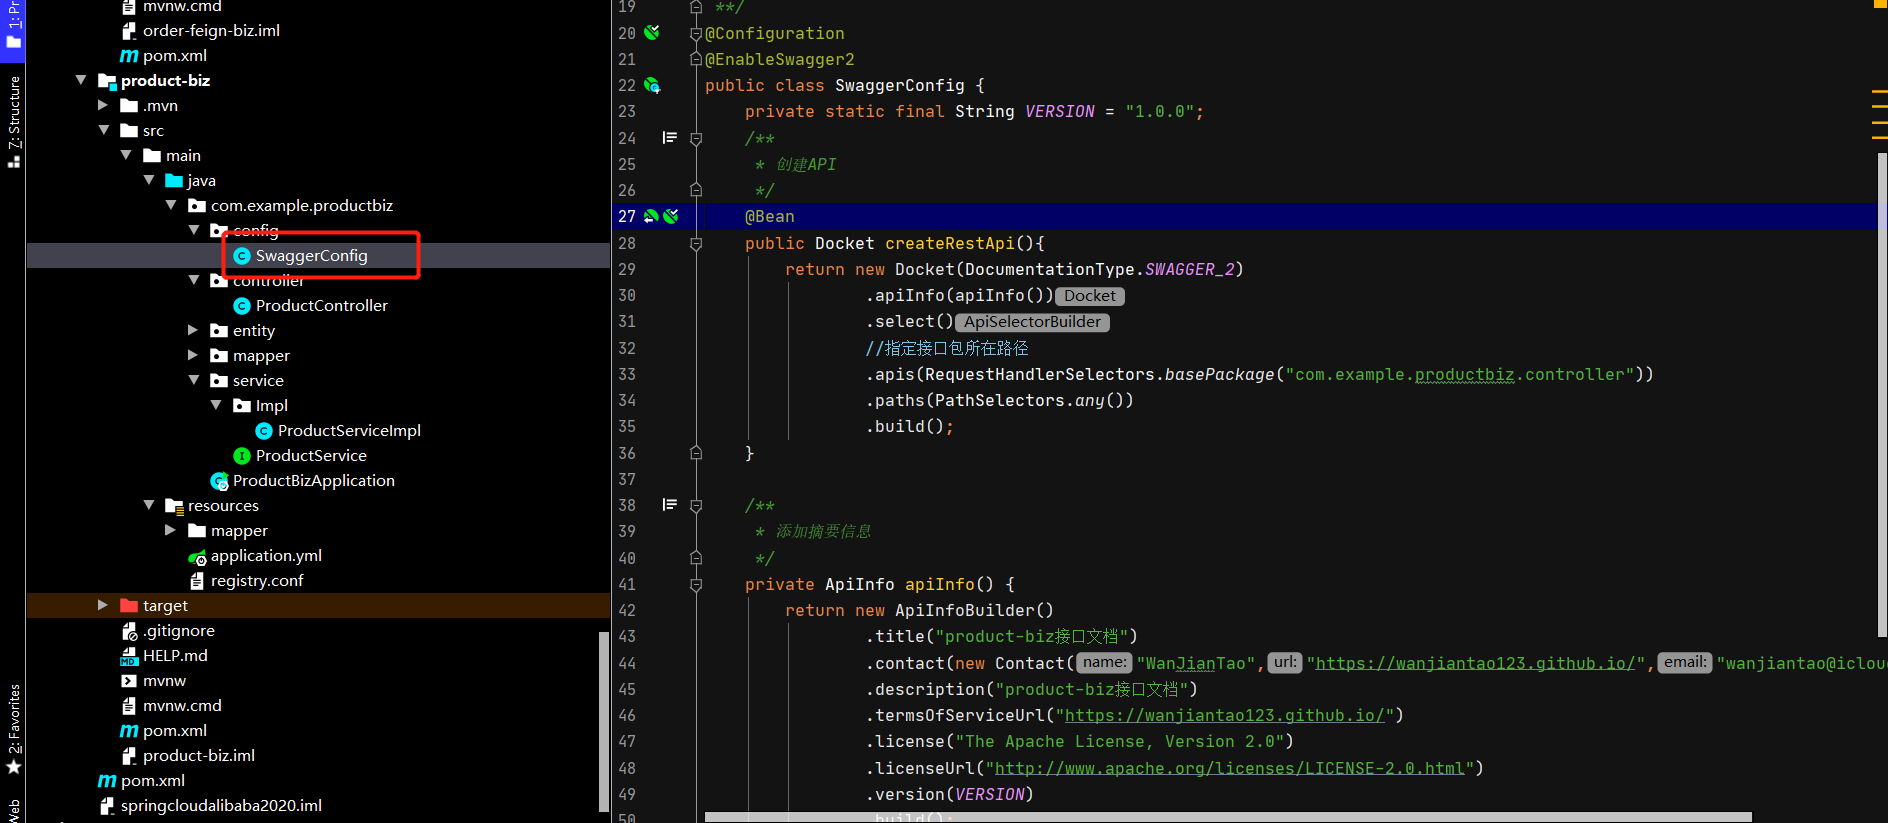 1: Pr
7: Structure
2: Favorites
Web
mvnw.cmd
order-feign-biz.iml
pom.xml
product-biz
.mvn
src
main
java
com.example.productbiz
config
SwaggerConfig
controller
ProductController
entity
mapper
service
Impl
ProductServiceImpl
ProductService
ProductBizApplication
resources
mapper
application.yml
registry.conf
target
.gitignore
HELP.md
mvnw
mvnw.cmd
pom.xml
product-biz.iml
pom.xml
springcloudalibaba2020.iml
19 **/
20 @Configuration
21 @EnableSwagger2
22 public class SwaggerConfig {
23 private static final String VERSION = "1.0.0";
24 /**
25 * 创建API
26 */
27 @Bean
28 public Docket createRestApi(){
29 return new Docket(DocumentationType.SWAGGER_2)
30 .apiInfo(apiInfo()) Docket
31 .select() ApiSelectorBuilder
32 //指定接口包所在路径
33 .apis(RequestHandlerSelectors.basePackage("com.example.productbiz.controller"))
34 .paths(PathSelectors.any())
35 .build();
36 }
37
38 /**
39 * 添加摘要信息
40 */
41 private ApiInfo apiInfo() {
42 return new ApiInfoBuilder()
43 .title("product-biz接口文档")
44 .contact(new Contact( name: "WanJianTao", url: "https://wanjiantao123.github.io/", email: "wanjiantao@iclou
45 .description("product-biz接口文档")
46 .termsOfServiceUrl("https://wanjiantao123.github.io/")
47 .license("The Apache License, Version 2.0")
48 .licenseUrl("http://www.apache.org/licenses/LICENSE-2.0.html")
49 .version(VERSION)
50 .build();